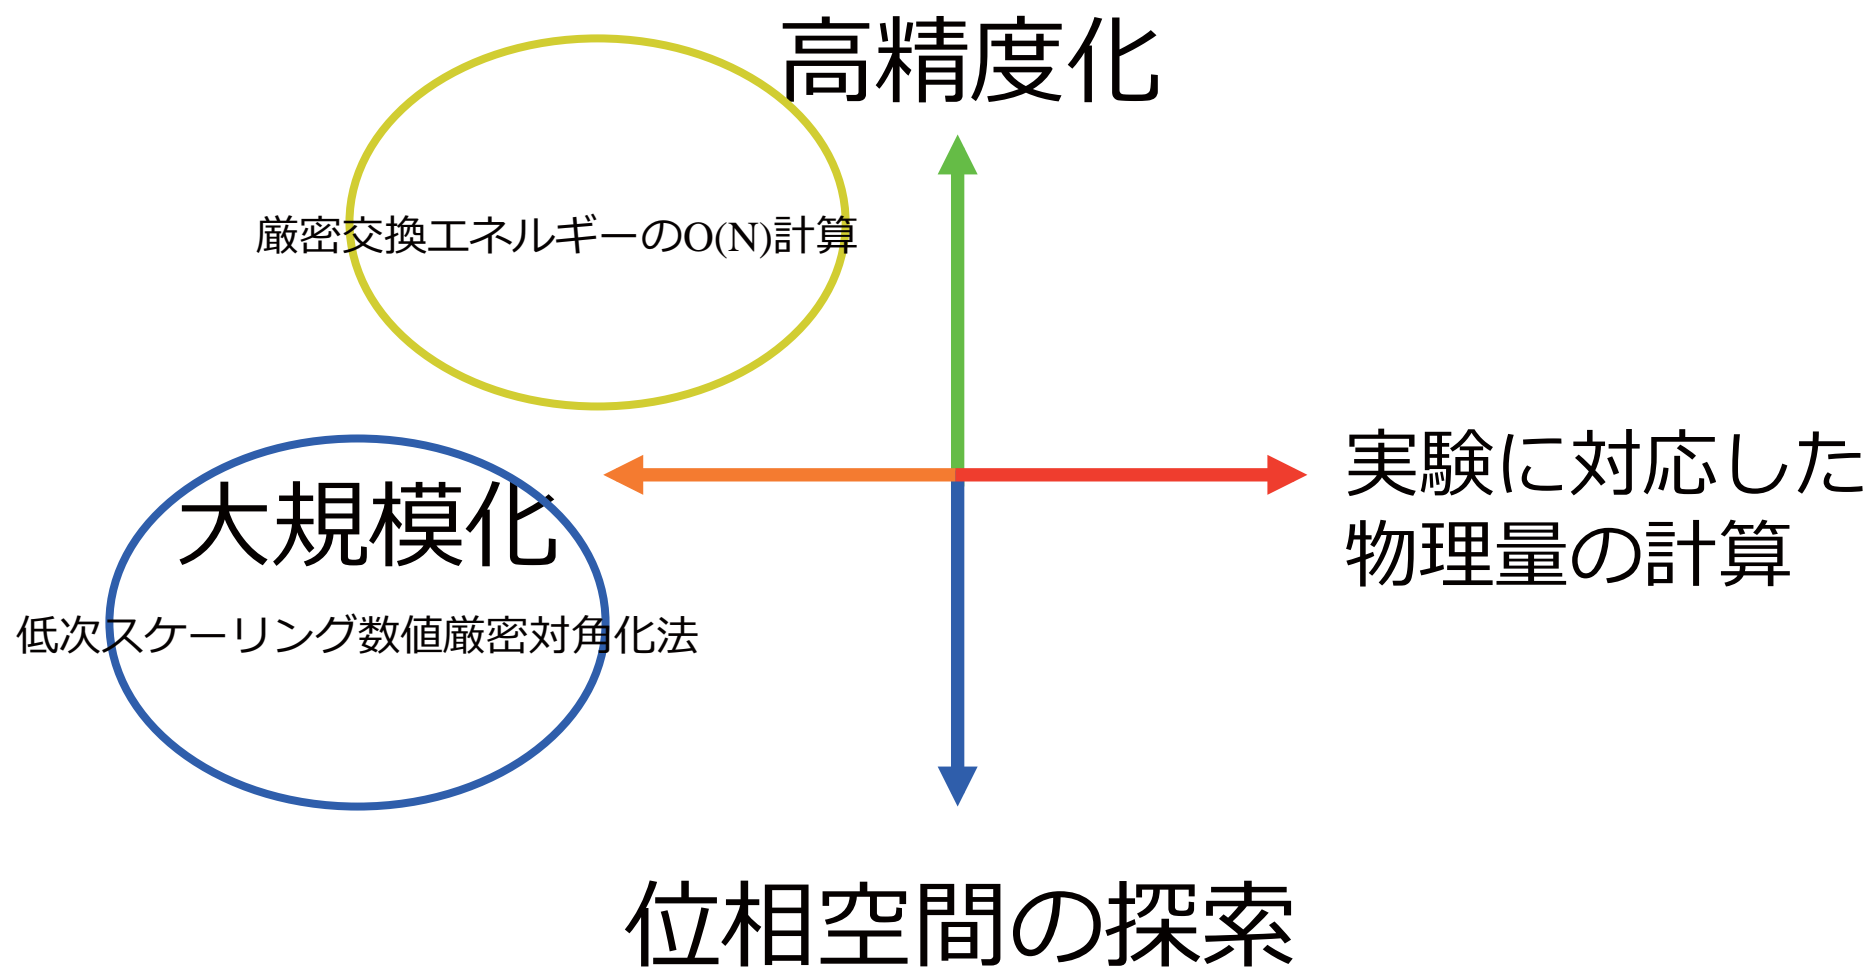 高精度化
厳密交換エネルギーのO(N)計算
実験に対応した
物理量の計算
大規模化
低次スケーリング数値厳密対角化法
位相空間の探索